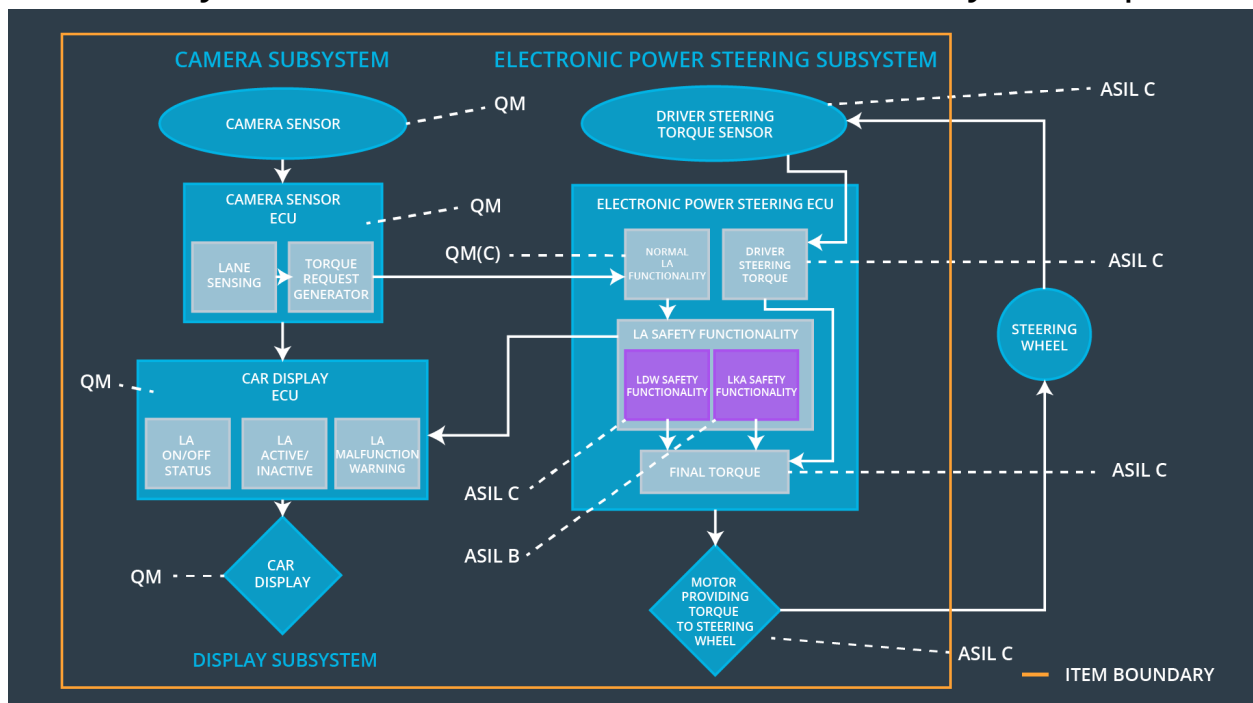 CAMERA SUBSYSTEM
ELECTRONIC POWER STEERING SUBSYSTEM
CAMERA SENSOR
QM
DRIVER STEERING
TORQUE SENSOR
ASIL C
CAMERA SENSOR
ECU
QM
LANE
SENSING
TORQUE
REQUEST
GENERATOR
QM(C)
ELECTRONIC POWER STEERING ECU
NORMAL
LA
FUNCTIONALITY
DRIVER
STEERING
TORQUE
ASIL C
LA SAFETY FUNCTIONALITY
LDW SAFETY
FUNCTIONALITY
LKA SAFETY
FUNCTIONALITY
STEERING
WHEEL
QM
CAR DISPLAY
ECU
LA
ON/OFF
STATUS
LA
ACTIVE/
INACTIVE
LA
MALFUNCTION
WARNING
FINAL TORQUE
ASIL C
ASIL C
ASIL B
QM
CAR
DISPLAY
MOTOR
PROVIDING
TORQUE
TO STEERING
WHEEL
ASIL C
DISPLAY SUBSYSTEM
ITEM BOUNDARY